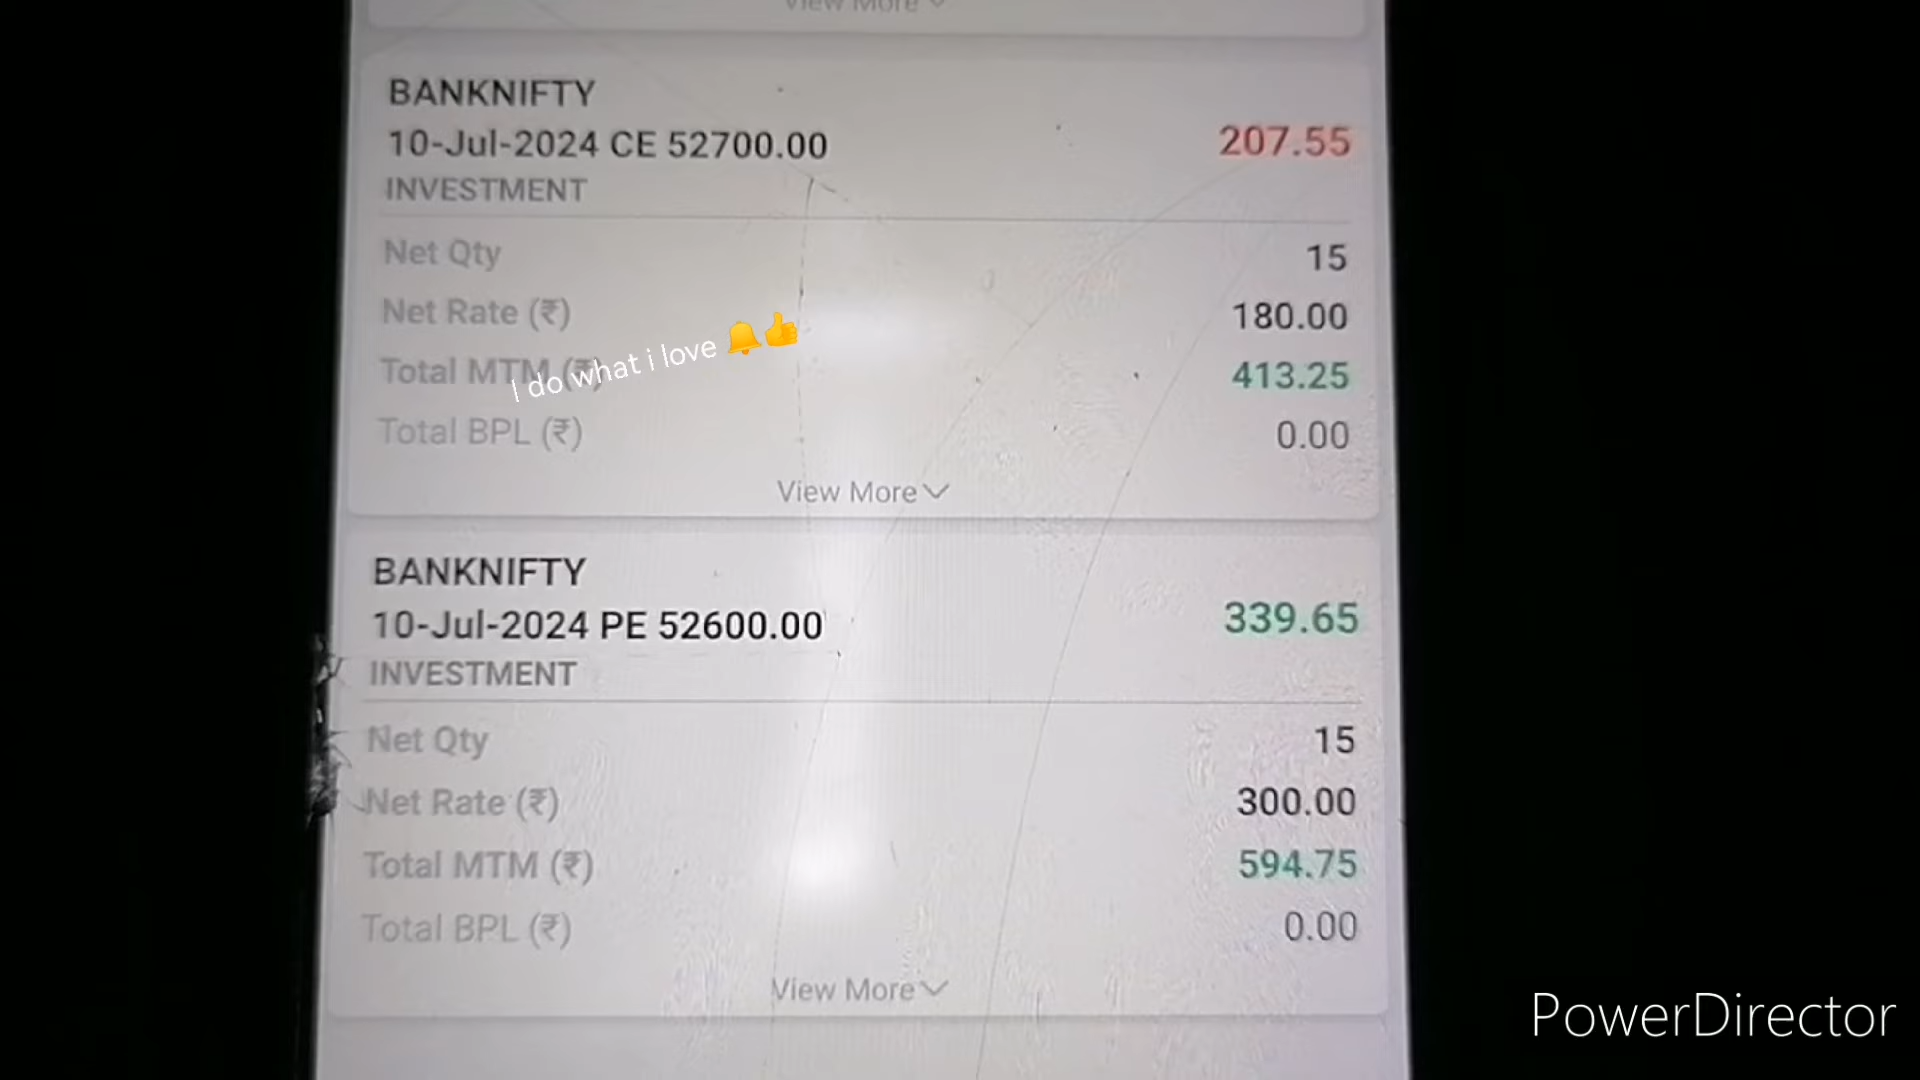 View More
BANKNIFTY
10-Jul-2024 CE 52700.00
207.55
INVESTMENT
Net Qty
15
Net Rate (₹)
180.00
Total MTM (₹)
413.25
I do what i love 🔔👍
Total BPL (₹)
0.00
View More
BANKNIFTY
10-Jul-2024 PE 52600.00
339.65
INVESTMENT
Net Qty
15
Net Rate (₹)
300.00
Total MTM (₹)
594.75
Total BPL (₹)
0.00
View More
PowerDirector